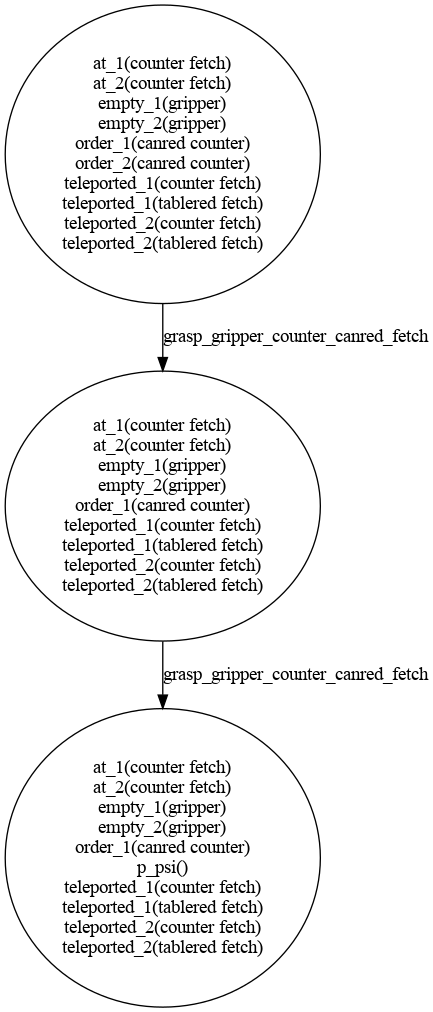 at_1(counter fetch)
at_2(counter fetch)
empty_1(gripper)
empty_2(gripper)
order_1(canred counter)
order_2(canred counter)
teleported_1(counter fetch)
teleported_1(tablered fetch)
teleported_2(counter fetch)
teleported_2(tablered fetch)
grasp_gripper_counter_canred_fetch
at_1(counter fetch)
at_2(counter fetch)
empty_1(gripper)
empty_2(gripper)
order_1(canred counter)
teleported_1(counter fetch)
teleported_1(tablered fetch)
teleported_2(counter fetch)
teleported_2(tablered fetch)
grasp_gripper_counter_canred_fetch
at_1(counter fetch)
at_2(counter fetch)
empty_1(gripper)
empty_2(gripper)
order_1(canred counter)
p_psi()
teleported_1(counter fetch)
teleported_1(tablered fetch)
teleported_2(counter fetch)
teleported_2(tablered fetch)